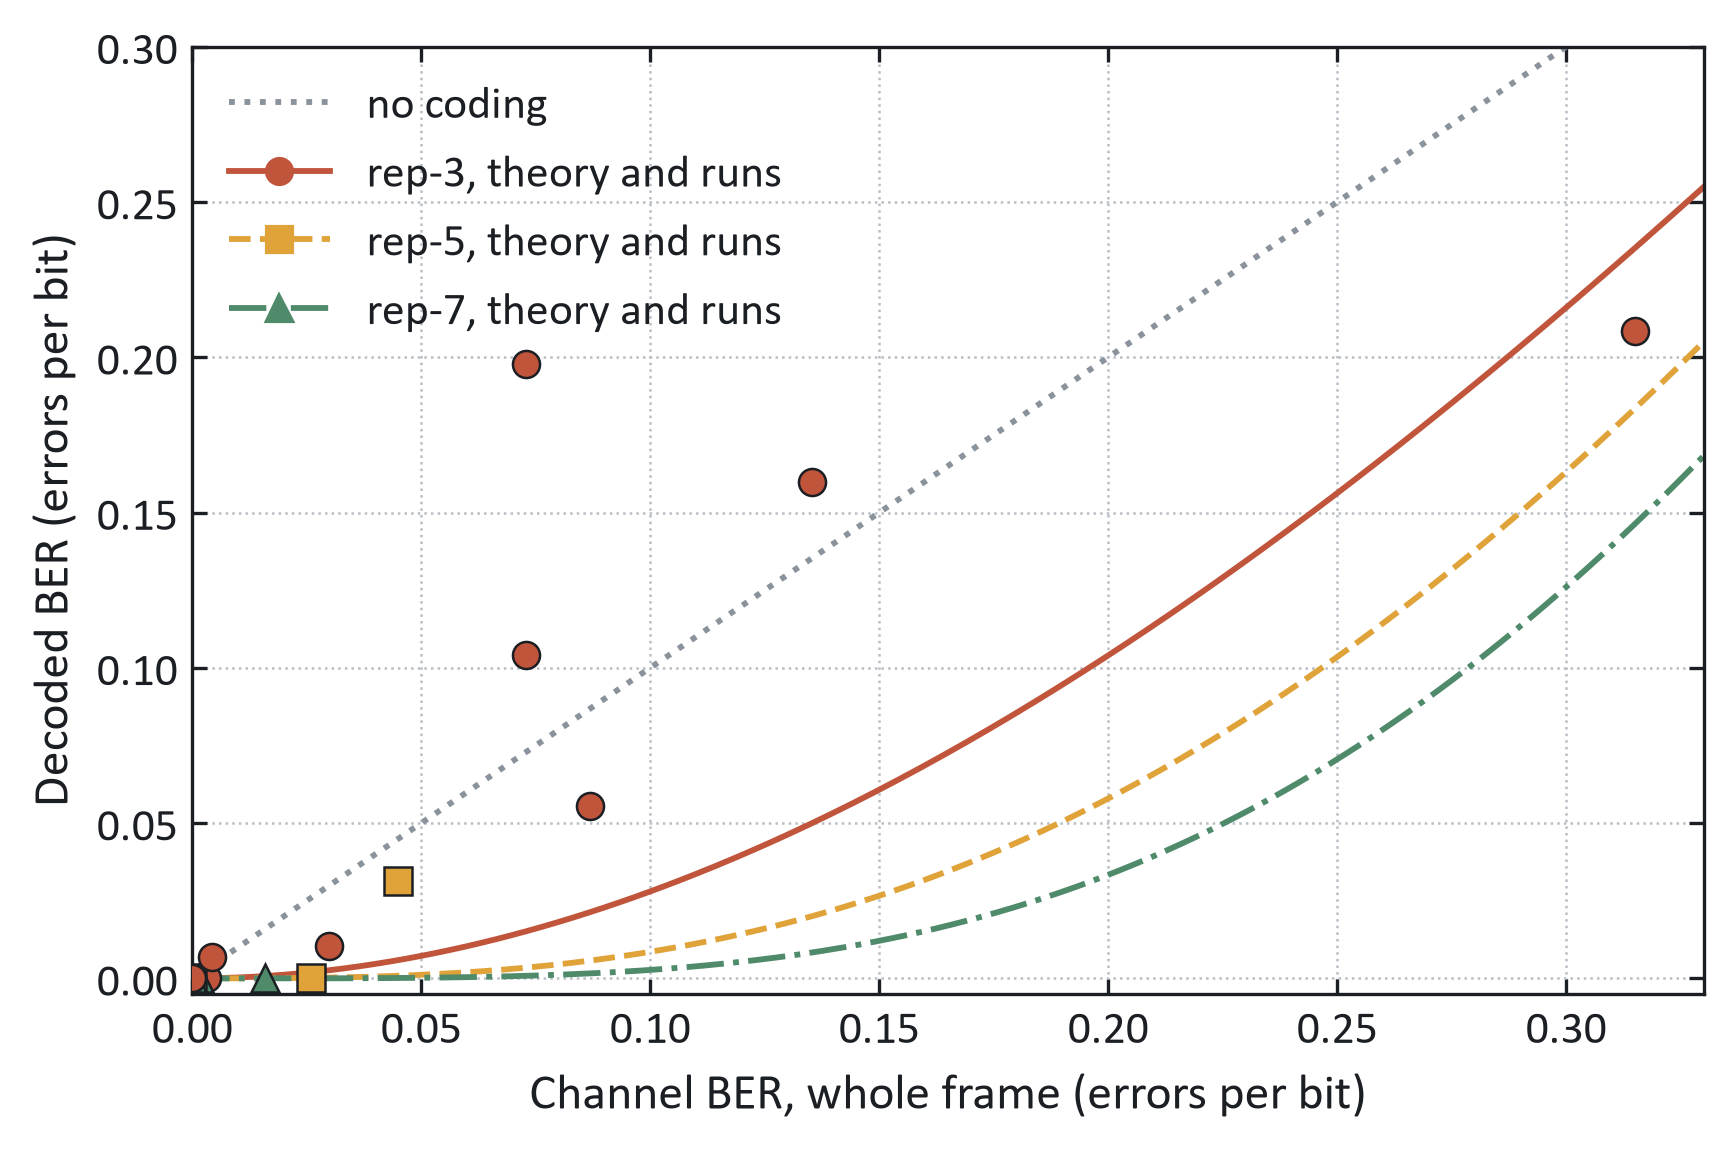 0.30
0.25
0.20
0.15
0.10
0.05
0.00
Decoded BER (errors per bit)
no coding
rep-3, theory and runs
rep-5, theory and runs
rep-7, theory and runs
0.00 0.05 0.10 0.15 0.20 0.25 0.30
Channel BER, whole frame (errors per bit)